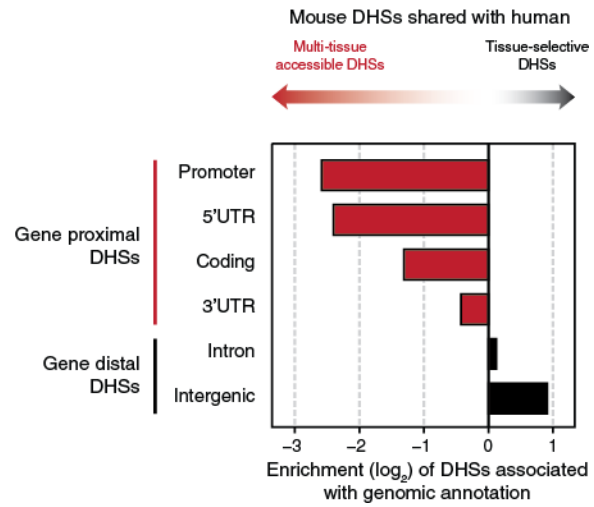 Mouse DHSs shared with human
Multi-tissue
accessible DHSs
Tissue-selective
DHSs
Gene proximal
DHSs
Promoter
5'UTR
Coding
3'UTR
Gene distal
DHSs
Intron
Intergenic
−3 −2 −1 0 1
Enrichment (log2) of DHSs associated
with genomic annotation